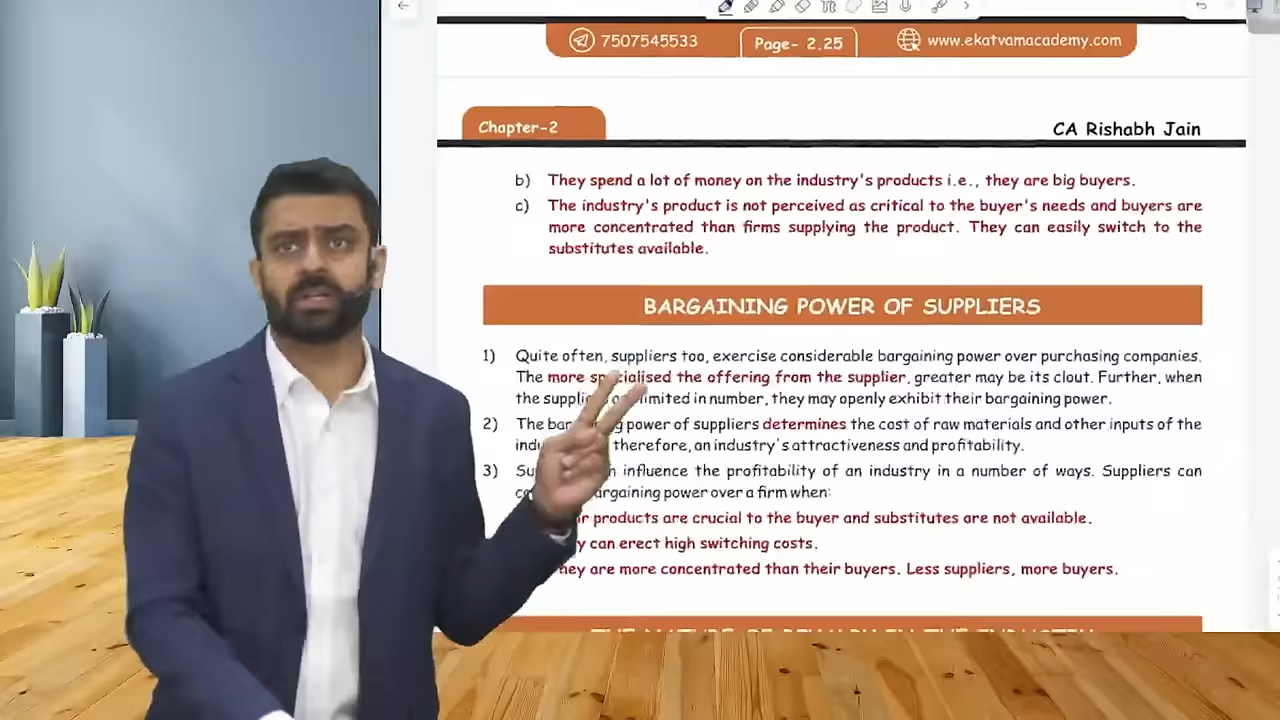 7507545533
Page- 2.25
www.ekatvamacademy.com
Chapter-2
CA Rishabh Jain
b) They spend a lot of money on the industry's products i.e., they are big buyers.
c) The industry's product is not perceived as critical to the buyer's needs and buyers are
more concentrated than firms supplying the product. They can easily switch to the
substitutes available.
BARGAINING POWER OF SUPPLIERS
1) Quite often, suppliers too, exercise considerable bargaining power over purchasing companies.
The more specialised the offering from the supplier, greater may be its clout. Further, when
the limited in number, they may openly exhibit their bargaining power.
2) The power of suppliers determines the cost of raw materials and other inputs of the
therefore, an industry's attractiveness and profitability.
3) influence the profitability of an industry in a number of ways. Suppliers can
bargaining power over a firm when:
products are crucial to the buyer and substitutes are not available.
can erect high switching costs.
They are more concentrated than their buyers. Less suppliers, more buyers.